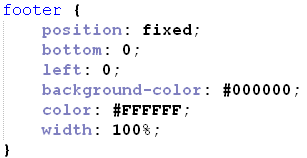 footer {
    position: fixed;
    bottom: 0;
    left: 0;
    background-color: #000000;
    color: #FFFFFF;
    width: 100%;
}